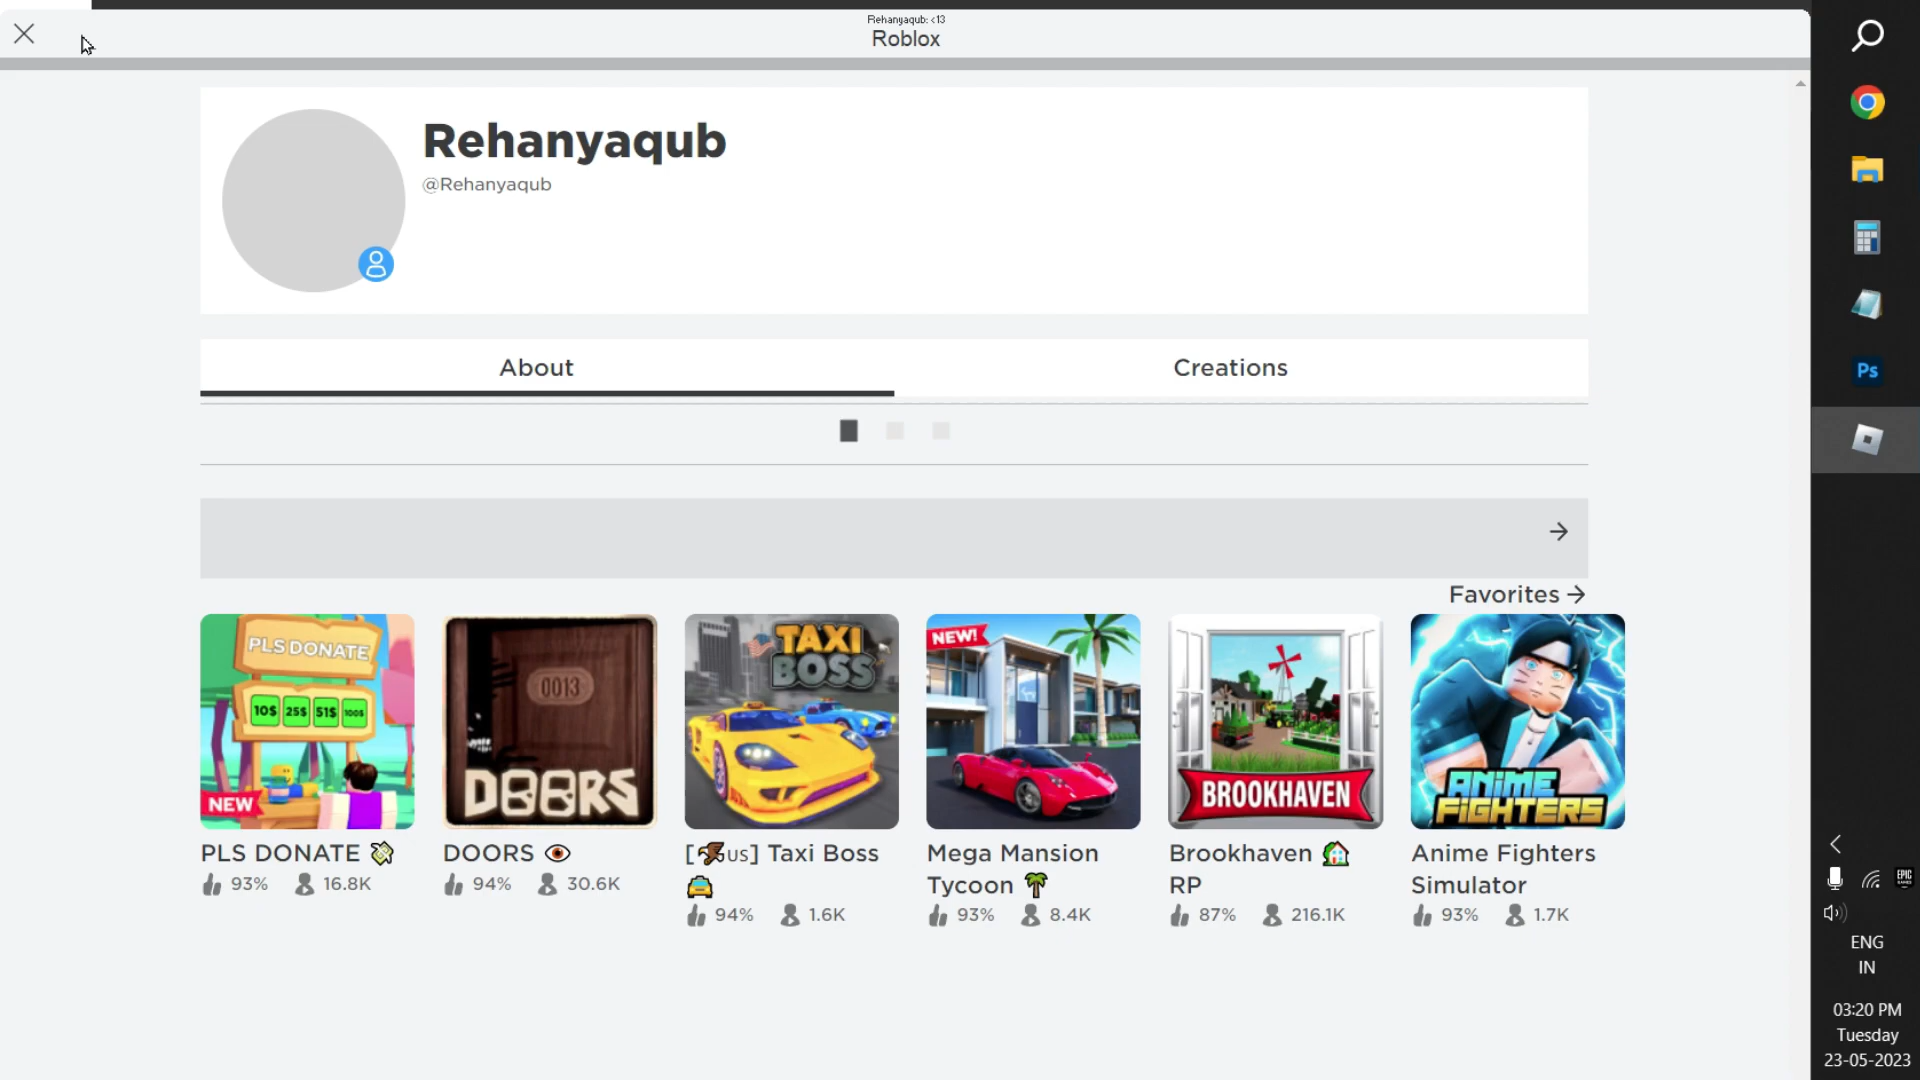 Rehanyaqub: <13
Roblox
Rehanyaqub
@Rehanyaqub
About
Creations
Favorites →
PLS DONATE
10$ 25$ 51$ 100$
NEW
0013
DOORS
TAXI
BOSS
NEW!
BROOKHAVEN
ANIME
FIGHTERS
PLS DONATE 💸
93% 16.8K
DOORS 👁️
94% 30.6K
[🦅US] Taxi Boss
🚖
94% 1.6K
Mega Mansion
Tycoon 🌴
93% 8.4K
Brookhaven 🏡
RP
87% 216.1K
Anime Fighters
Simulator
93% 1.7K
Ps
EPIC
GAMES
ENG
IN
03:20 PM
Tuesday
23-05-2023